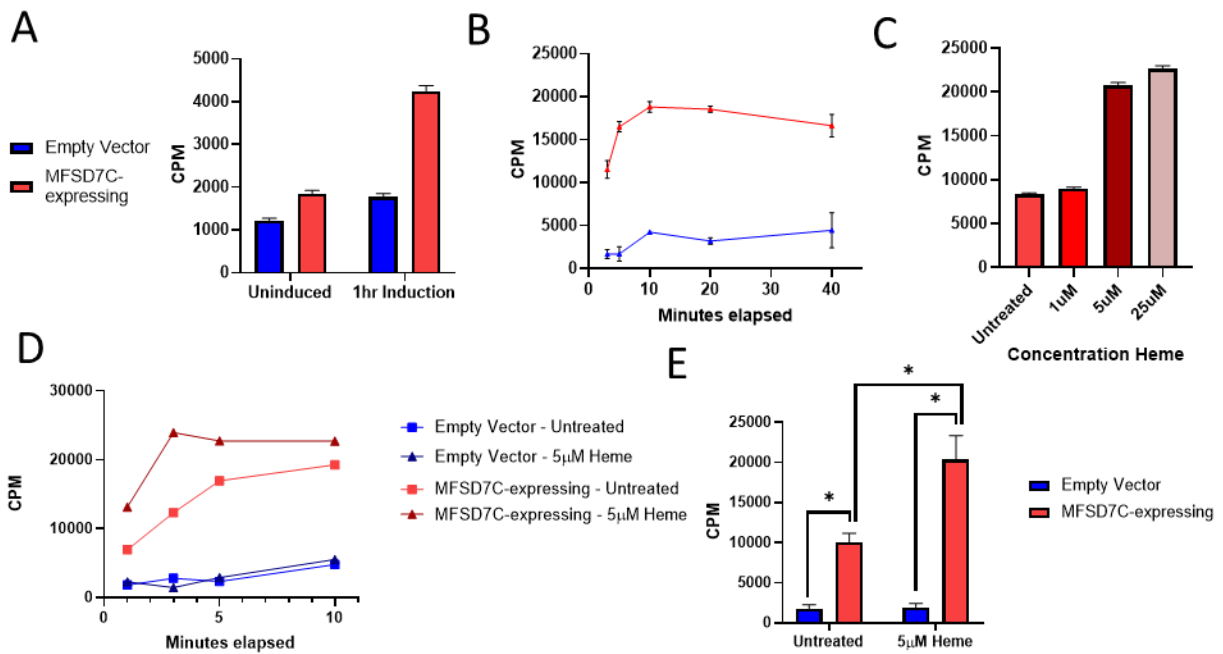 A
Empty Vector
MFSD7C-
expressing
CPM
5000
4000
3000
2000
1000
0
Uninduced
1hr Induction
B
CPM
25000
20000
15000
10000
5000
0
0
10
20
30
40
Minutes elapsed
C
CPM
25000
20000
15000
10000
5000
0
Untreated
1uM
5uM
25uM
Concentration Heme
D
CPM
30000
20000
10000
0
0
5
10
Minutes elapsed
Empty Vector - Untreated
Empty Vector - 5μM Heme
MFSD7C-expressing - Untreated
MFSD7C-expressing - 5μM Heme
E
CPM
25000
20000
15000
10000
5000
0
*
*
*
Untreated
5μM Heme
Empty Vector
MFSD7C-expressing